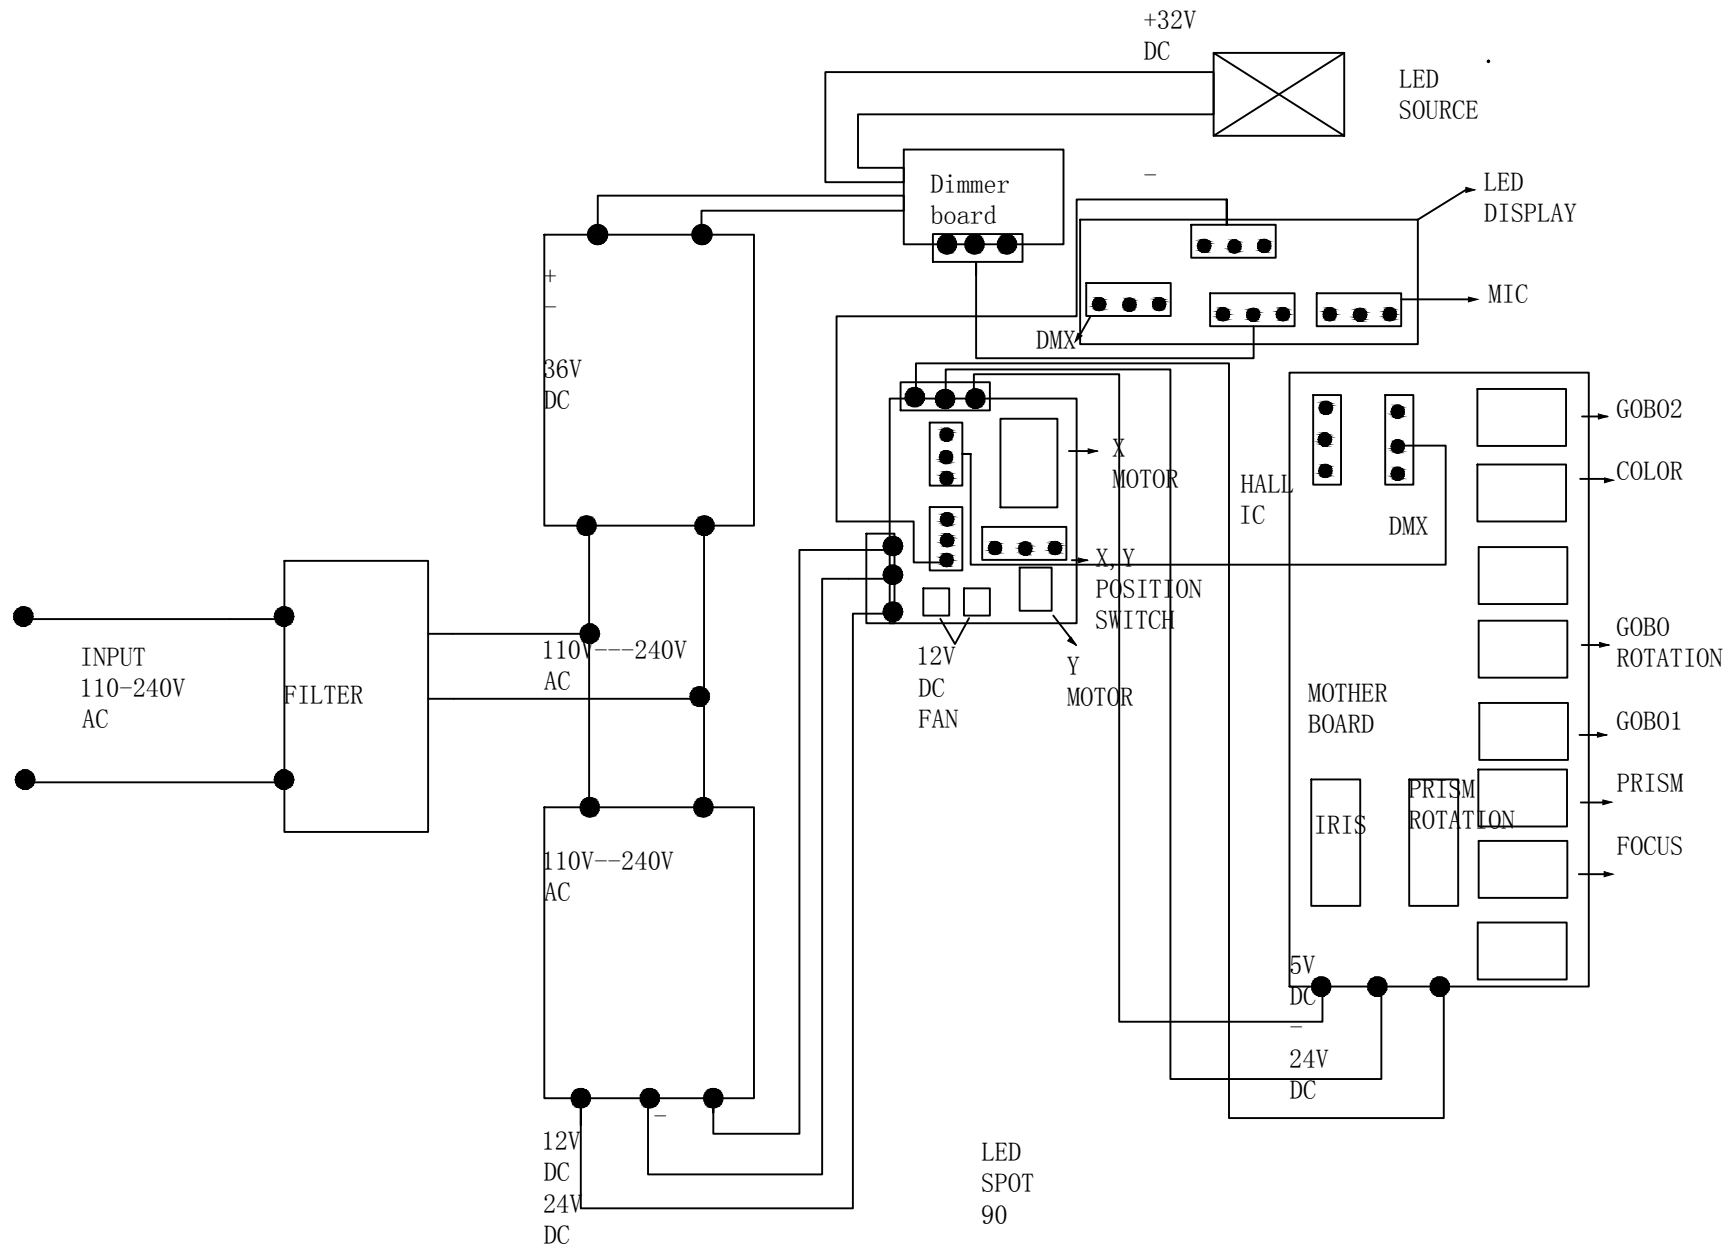 +32V
DC
LED
SOURCE
Dimmer
board
-
LED
DISPLAY
+
-
MIC
DMX
36V
DC
GOBO2
X
MOTOR
HALL
IC
COLOR
DMX
X,Y
POSITION
SWITCH
INPUT
110-240V
AC
FILTER
110V---240V
AC
12V
DC
FAN
Y
MOTOR
MOTHER
BOARD
GOBO
ROTATION
GOBO1
PRISM
PRISM
ROTATION
IRIS
FOCUS
110V--240V
AC
5V
DC
-
24V
DC
-
12V
DC
24V
DC
LED
SPOT
90